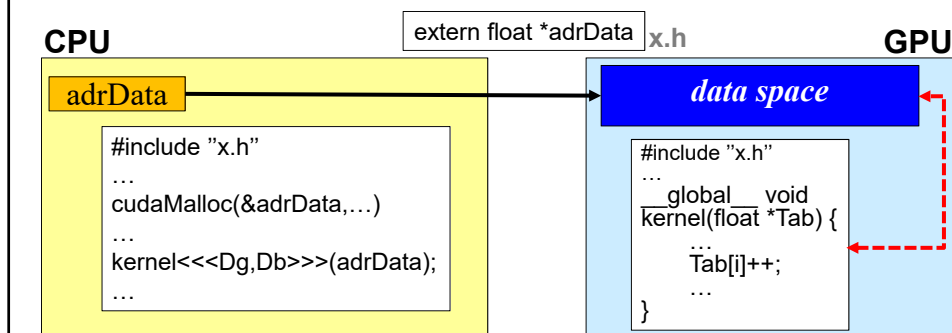 extern float *adrData
x.h
CPU
GPU
adrData
data space
#include ”x.h”
…
cudaMalloc(&adrData,…)
…
kernel<<<Dg,Db>>>(adrData);
…
#include ”x.h”
…
__global__ void
kernel(float *Tab) {
…
Tab[i]++;
…
}